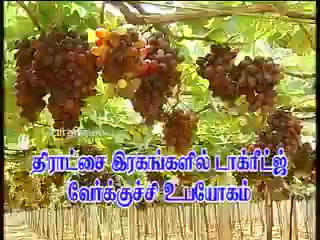 திராட்சை இரகங்களில் டாக்ரிட்ஜ்
வேர்க்குச்சி உபயோகம்